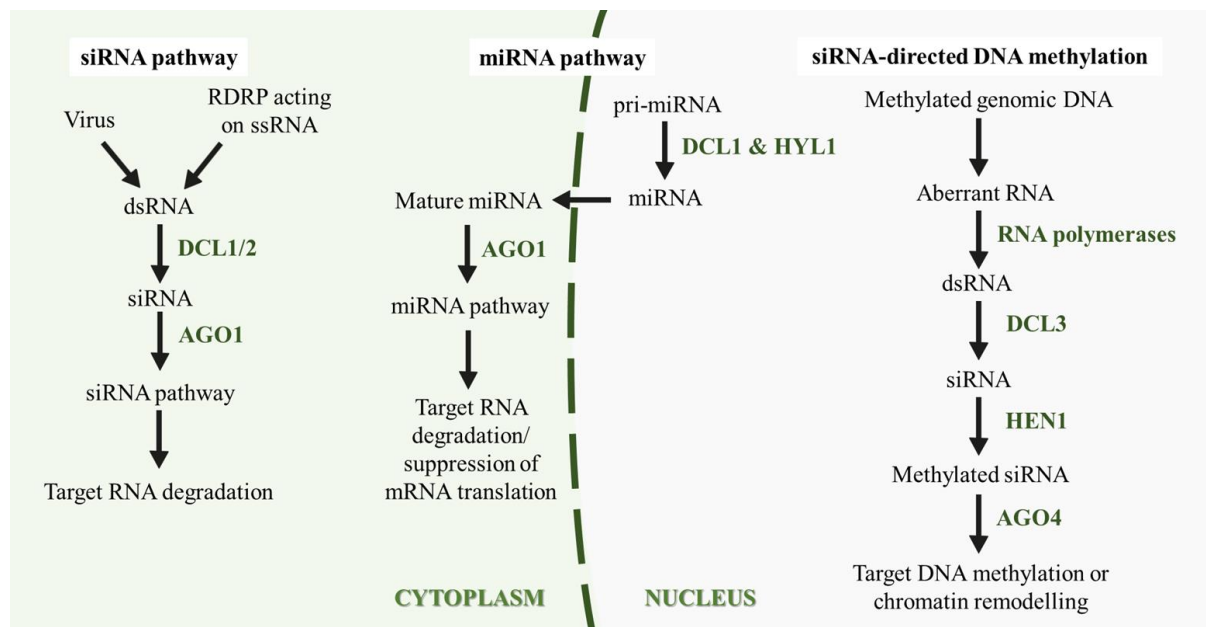 siRNA pathway
Virus
RDRP acting
on ssRNA
dsRNA
DCL1/2
siRNA
AGO1
siRNA pathway
Target RNA degradation
miRNA pathway
pri-miRNA
DCL1 & HYL1
miRNA
Mature miRNA
AGO1
miRNA pathway
Target RNA
degradation/
suppression of
mRNA translation
CYTOPLASM
NUCLEUS
siRNA-directed DNA methylation
Methylated genomic DNA
Aberrant RNA
RNA polymerases
dsRNA
DCL3
siRNA
HEN1
Methylated siRNA
AGO4
Target DNA methylation or
chromatin remodelling